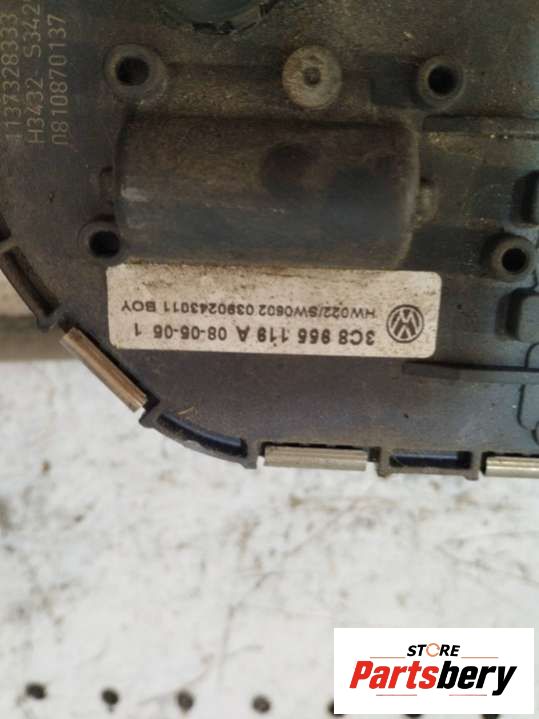 1137328333
H3432- S342
0810870137
3C8 955 119 A 08-05-06 1
HW022/SW0602 0390243011 BOY
STORE
Partsbery